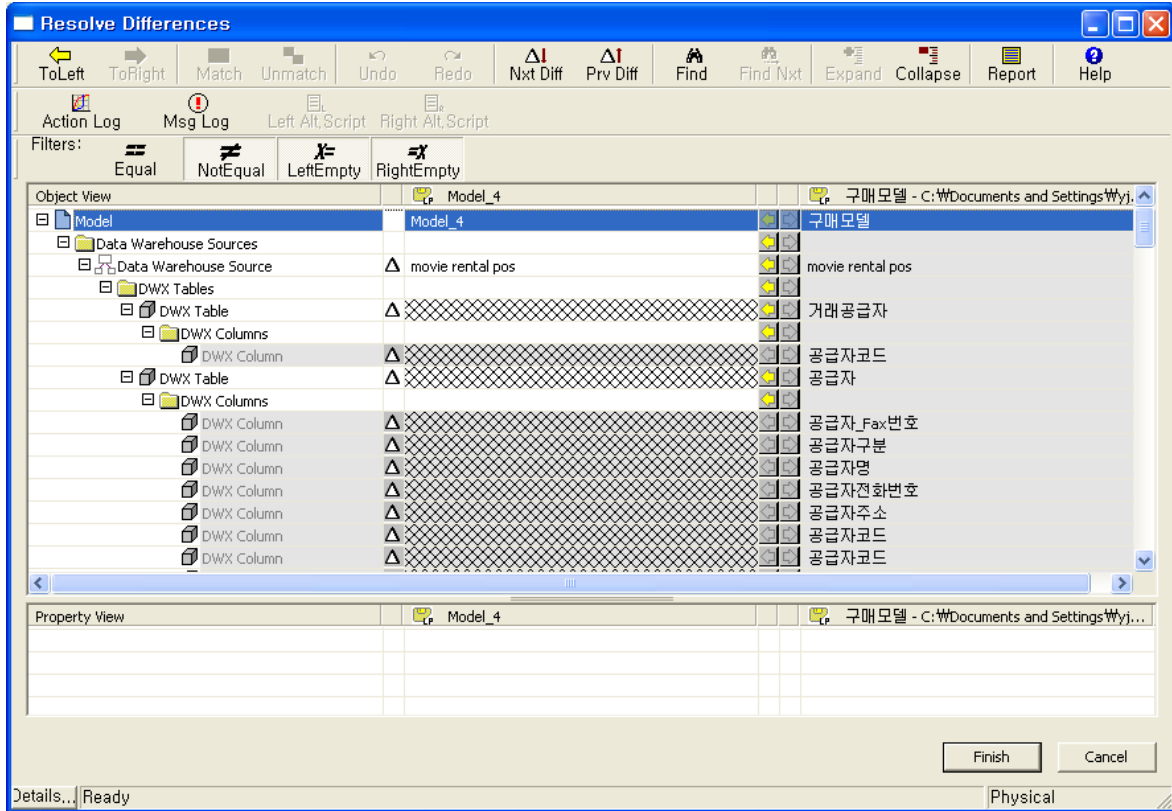 Resolve Differences
ToLeft ToRight Match Unmatch Undo Redo Nxt Diff Prv Diff Find Find Nxt Expand Collapse Report Help
Action Log Msg Log Left Alt,Script Right Alt,Script
Filters: Equal NotEqual LeftEmpty RightEmpty
Object View Model_4 구매모델 - C:₩Documents and Settings₩yj.
Model Model_4 구매모델
Data Warehouse Sources
Data Warehouse Source movie rental pos movie rental pos
DWX Tables
DWX Table 거래공급자
DWX Columns
DWX Column 공급자코드
DWX Table 공급자
DWX Columns
DWX Column 공급자_Fax번호
DWX Column 공급자구분
DWX Column 공급자명
DWX Column 공급자전화번호
DWX Column 공급자주소
DWX Column 공급자코드
DWX Column 공급자코드
Property View Model_4 구매모델 - C:₩Documents and Settings₩yj...
Finish Cancel
Details... Ready Physical